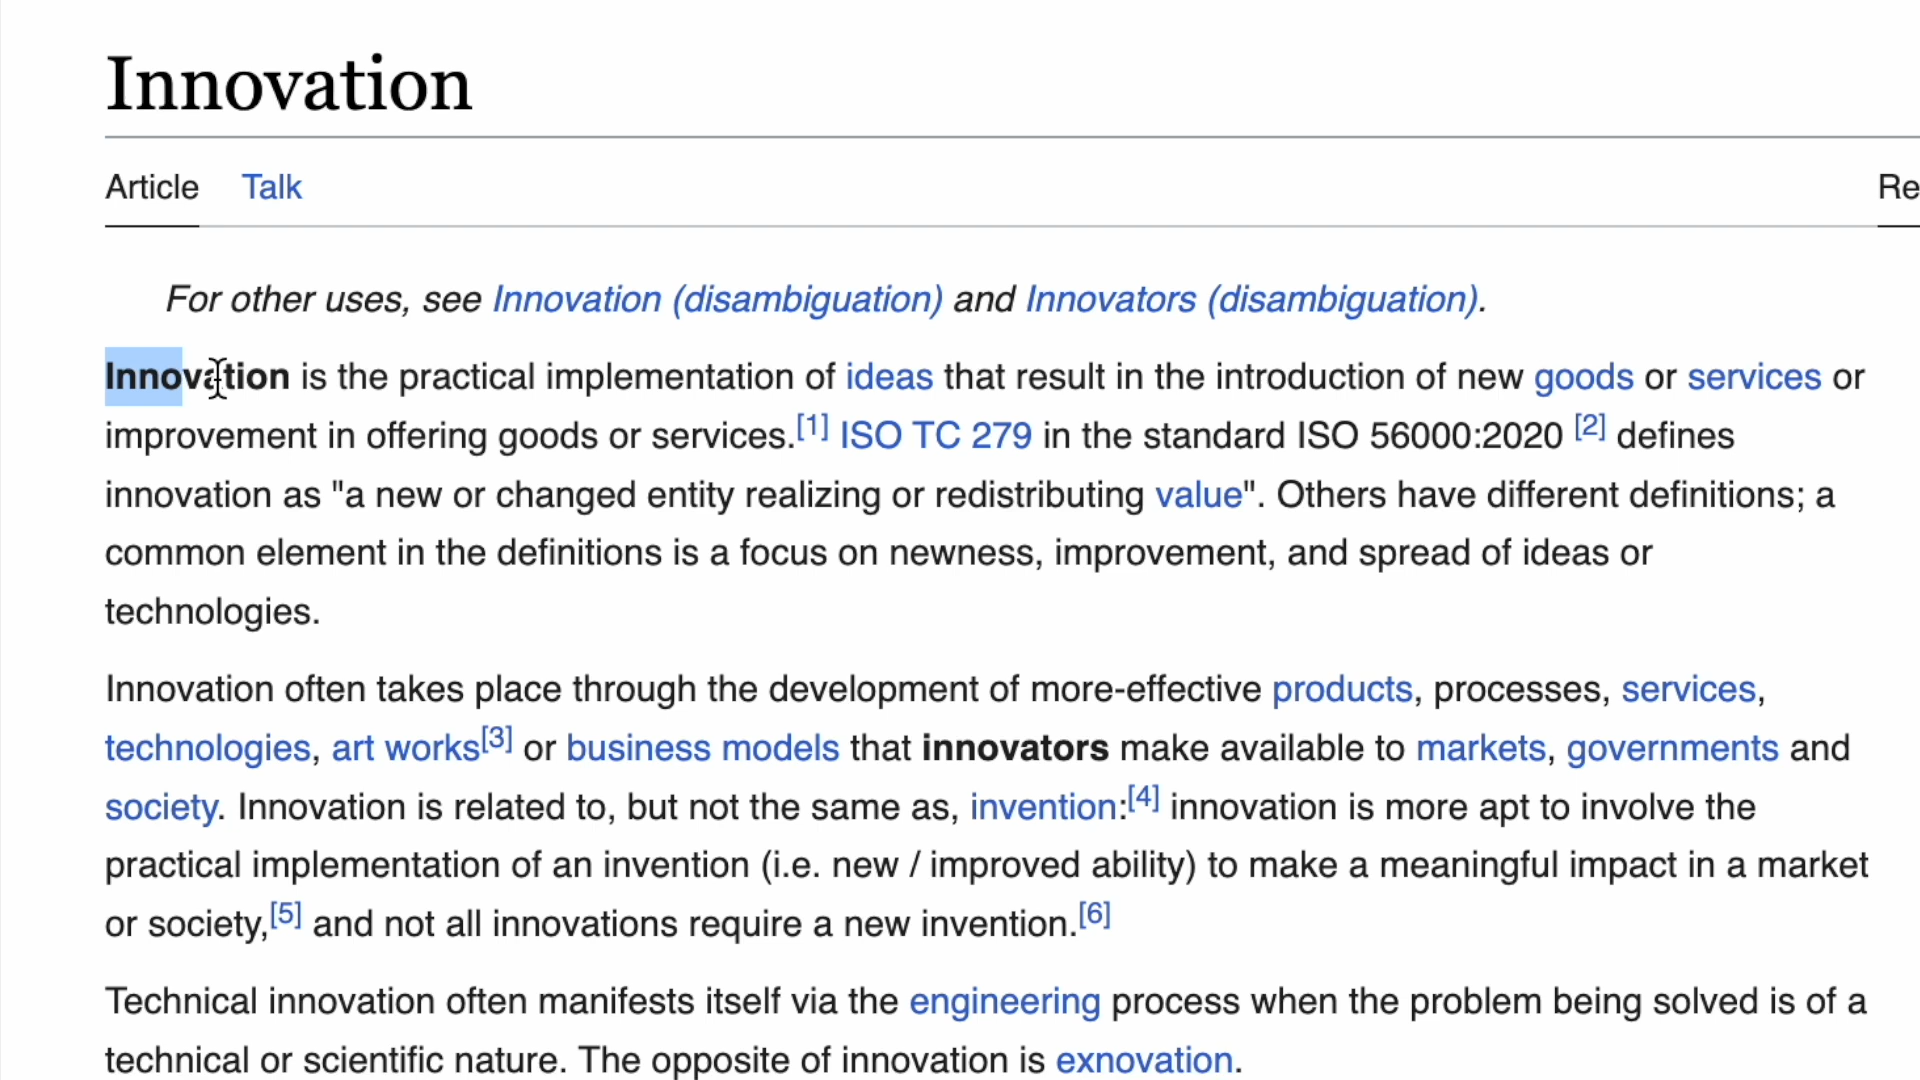 Innovation
Article Talk Re
For other uses, see Innovation (disambiguation) and Innovators (disambiguation).
Innovation is the practical implementation of ideas that result in the introduction of new goods or services or
improvement in offering goods or services.[1] ISO TC 279 in the standard ISO 56000:2020 [2] defines
innovation as "a new or changed entity realizing or redistributing value". Others have different definitions; a
common element in the definitions is a focus on newness, improvement, and spread of ideas or
technologies.
Innovation often takes place through the development of more-effective products, processes, services,
technologies, art works[3] or business models that innovators make available to markets, governments and
society. Innovation is related to, but not the same as, invention:[4] innovation is more apt to involve the
practical implementation of an invention (i.e. new / improved ability) to make a meaningful impact in a market
or society,[5] and not all innovations require a new invention.[6]
Technical innovation often manifests itself via the engineering process when the problem being solved is of a
technical or scientific nature. The opposite of innovation is exnovation.